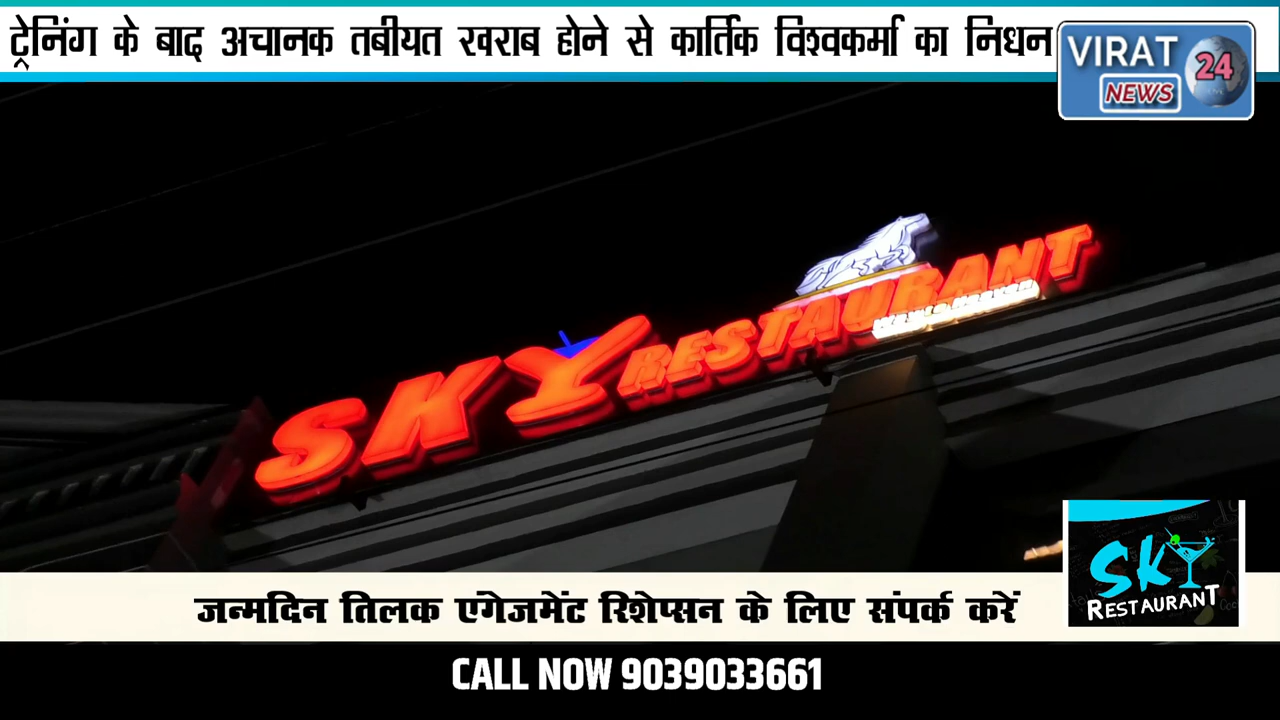 ट्रेनिंग के बाद अचानक तबीयत खराब होने से कार्तिक विश्वकर्मा का निधन
VIRAT
24
NEWS
SKY RESTAURANT
SKY
RESTAURANT
जन्मदिन तिलक एंगेजमेंट रिशेप्सन के लिए संपर्क करें
CALL NOW 9039033661